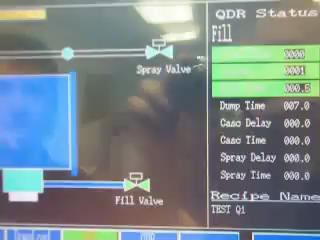 QDR Status
Fill
0000
0001
000.5
Spray Valve
Dump Time 007.0
Casc Delay 000.0
Casc Time 000.0
Spray Delay 000.0
Spray Time 000.0
Fill Valve
Recipe Name
TEST Q1